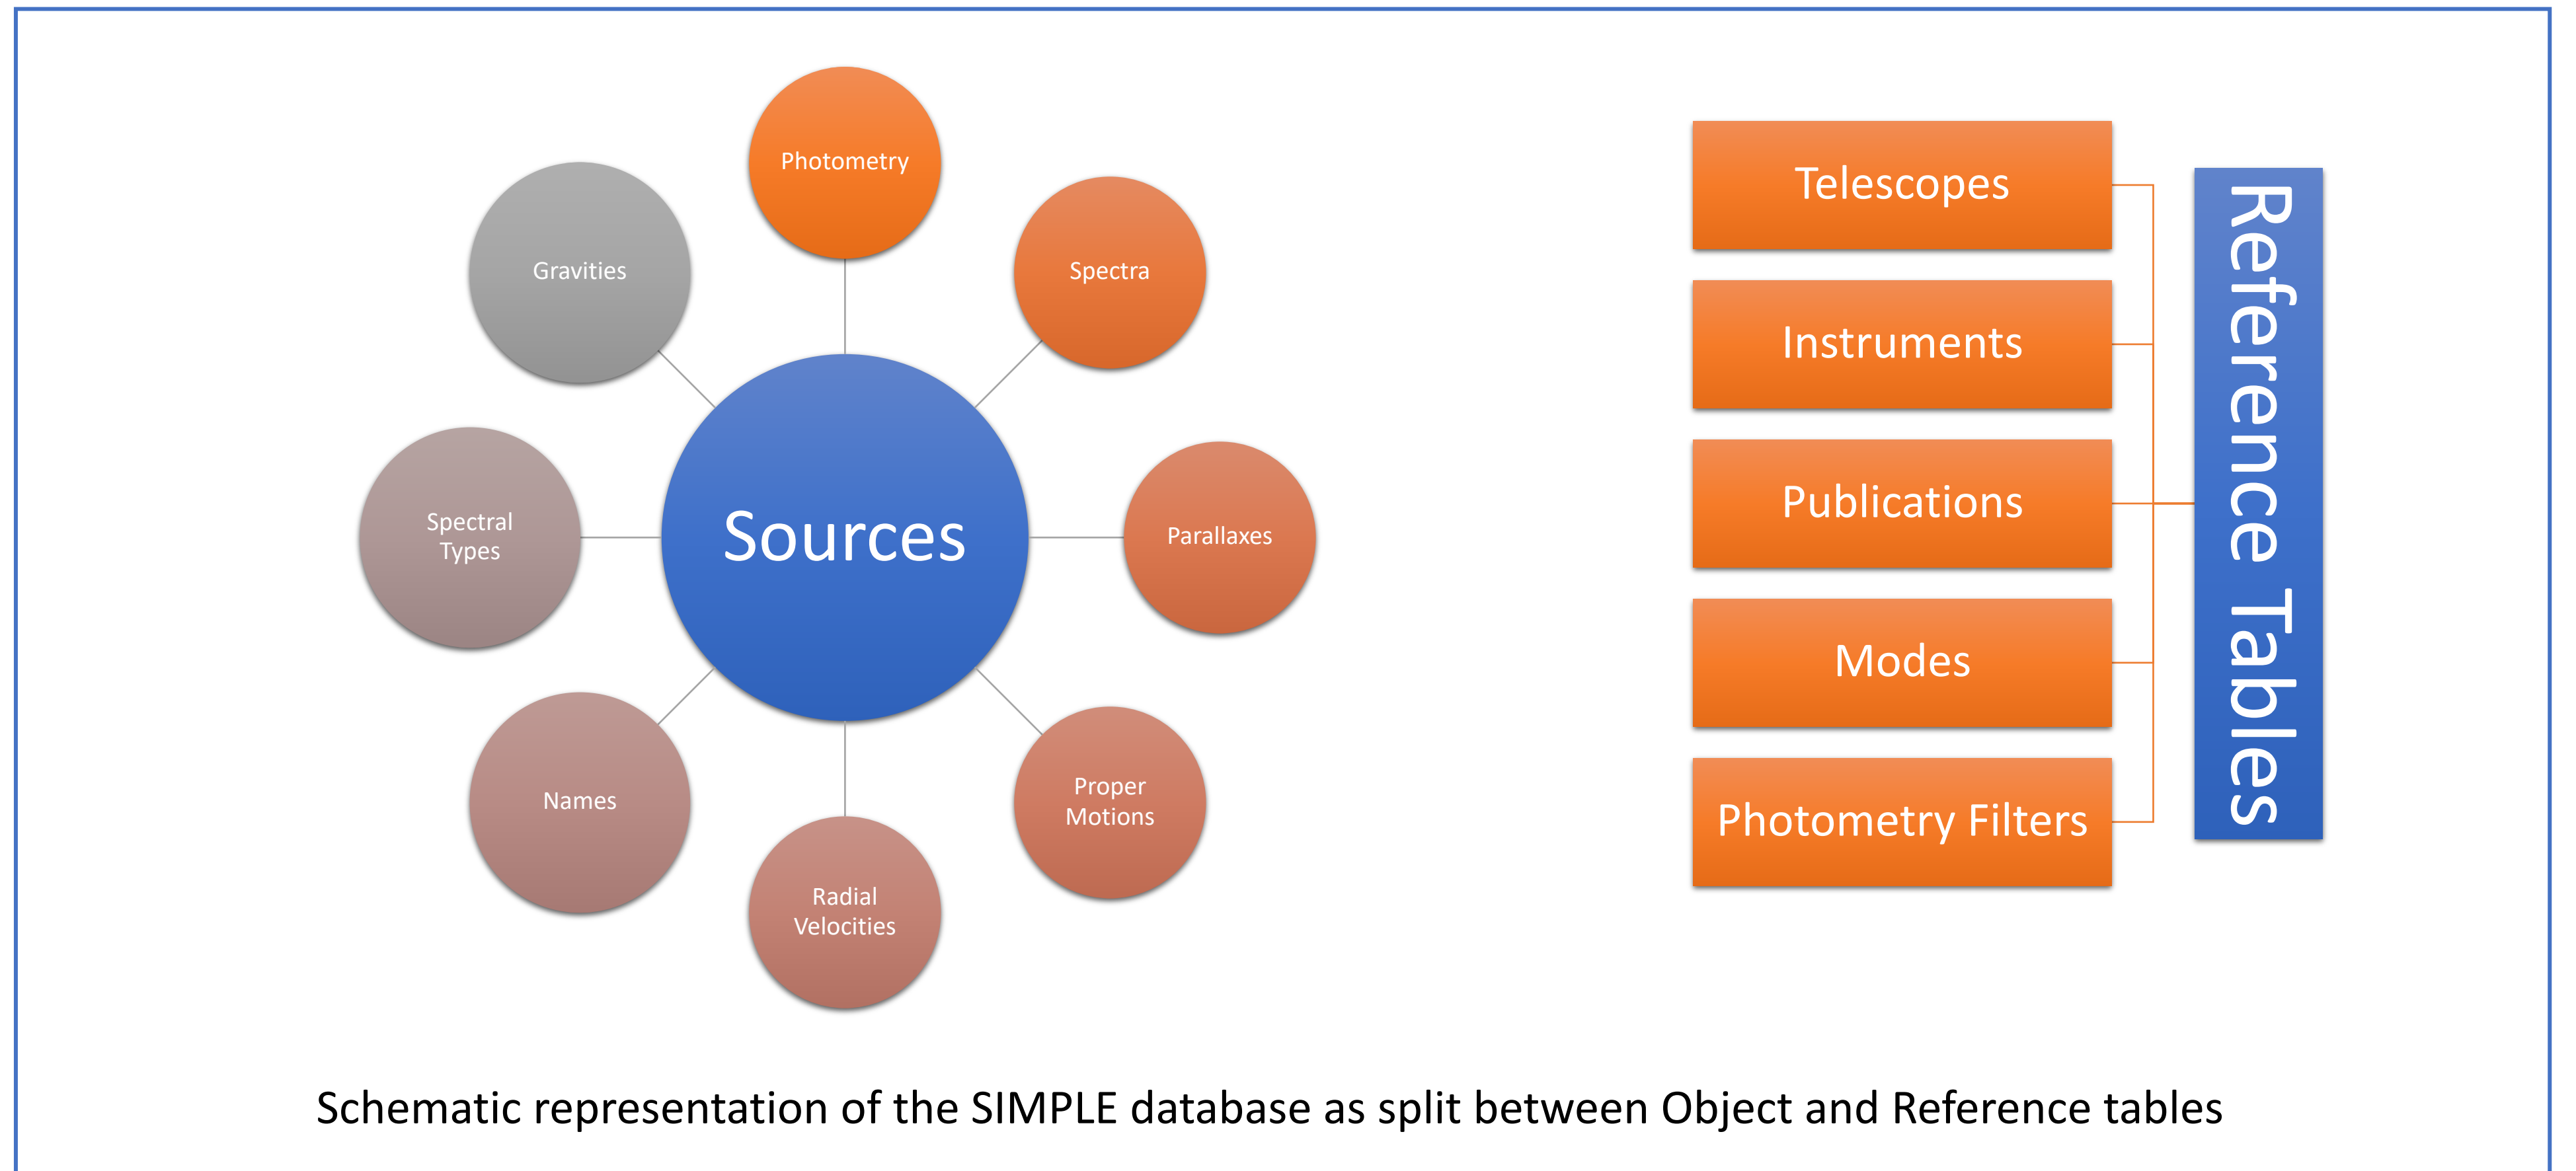 Photometry
Spectra
Parallaxes
Proper
Motions
Radial
Velocities
Names
Spectral
Types
Gravities
Sources
Telescopes
Instruments
Publications
Modes
Photometry Filters
Reference Tables
Schematic representation of the SIMPLE database as split between Object and Reference tables